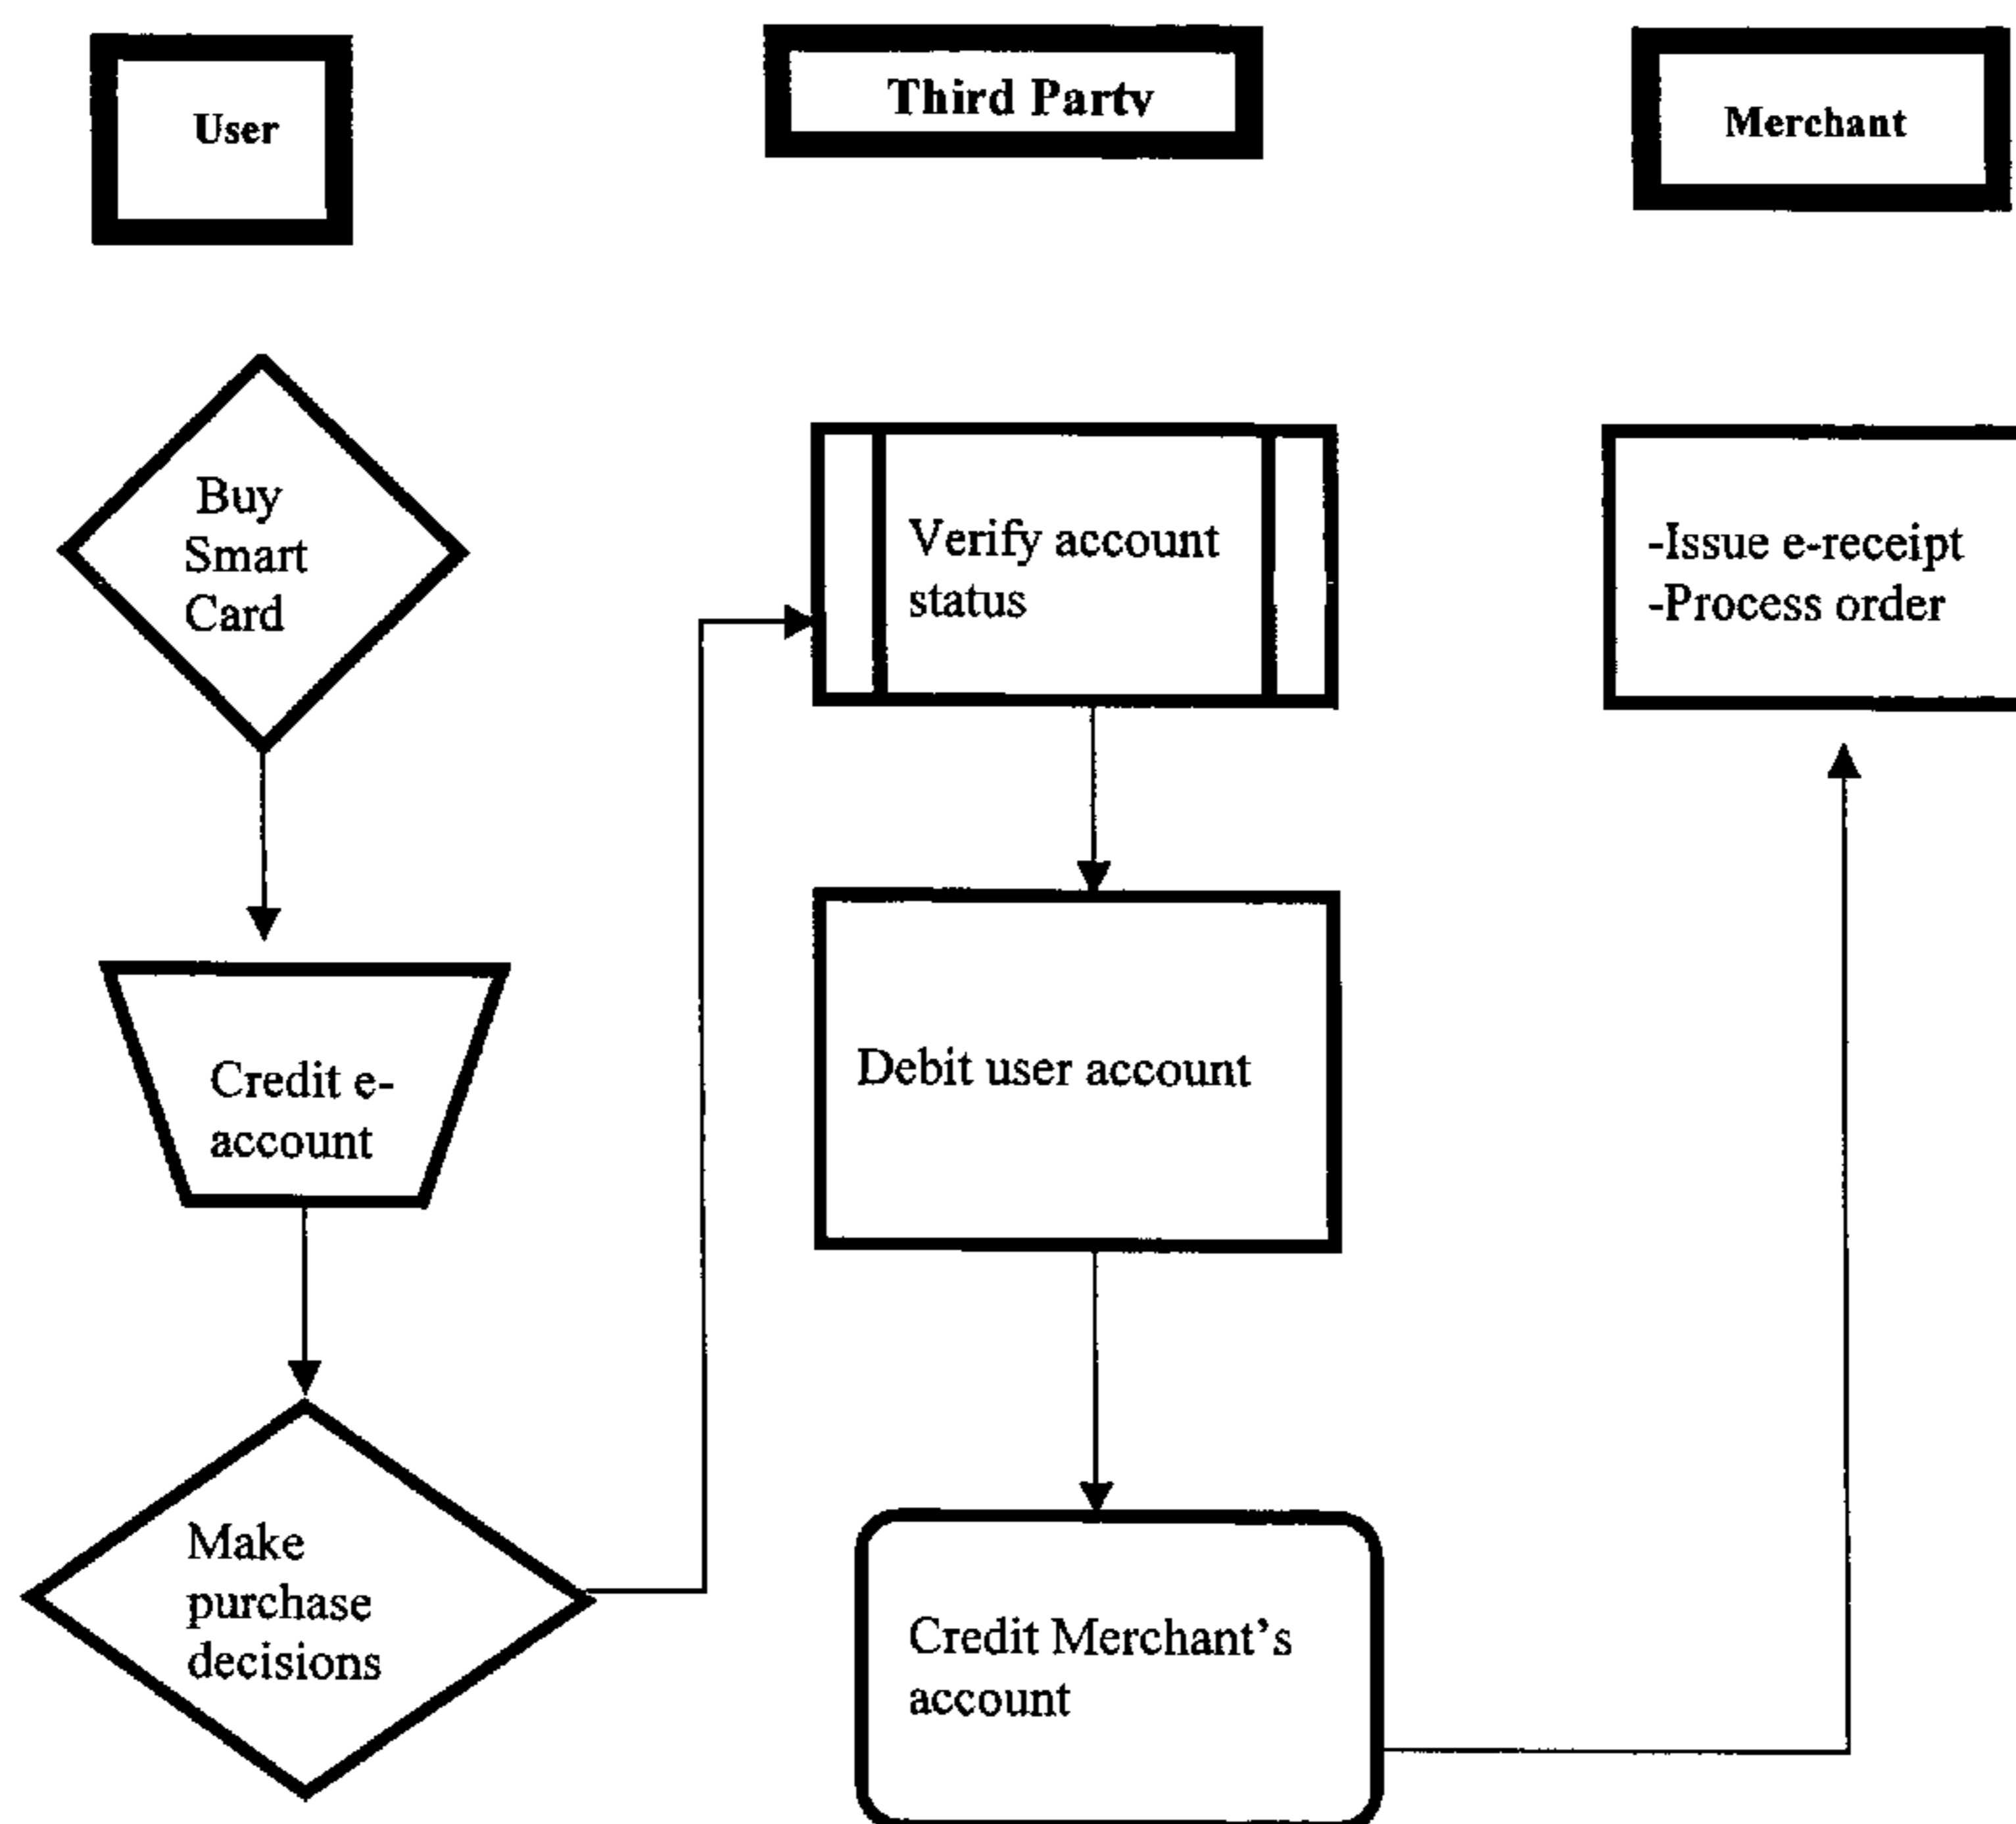 User
Third Party
Merchant
Buy
Smart
Card
Credit e-
account
Make
purchase
decisions
Verify account
status
Debit user account
Credit Merchant's
account
-Issue e-receipt
-Process order